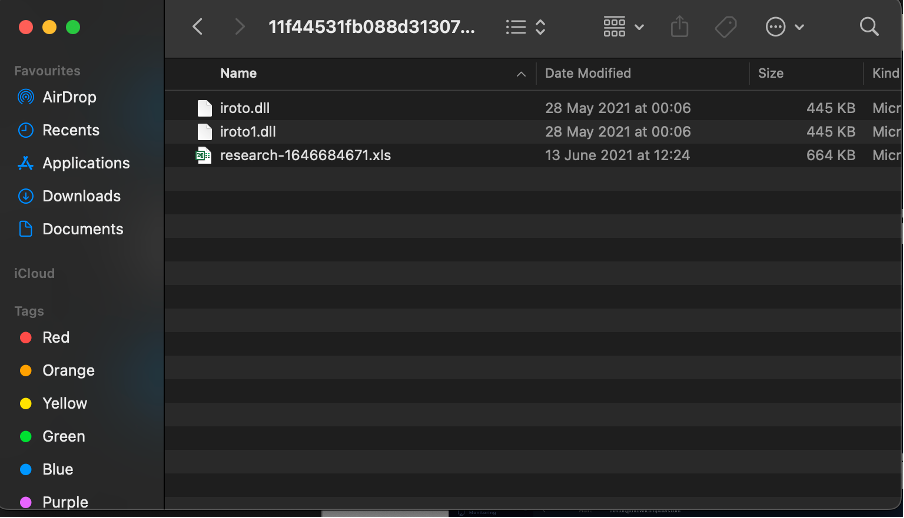 11f44531fb088d31307...
Favourites
AirDrop
Recents
Applications
Downloads
Documents
iCloud
Tags
Red
Orange
Yellow
Green
Blue
Purple
Name Date Modified Size Kind
iroto.dll 28 May 2021 at 00:06 445 KB Micr
iroto1.dll 28 May 2021 at 00:06 445 KB Micr
research-1646684671.xls 13 June 2021 at 12:24 664 KB Micr